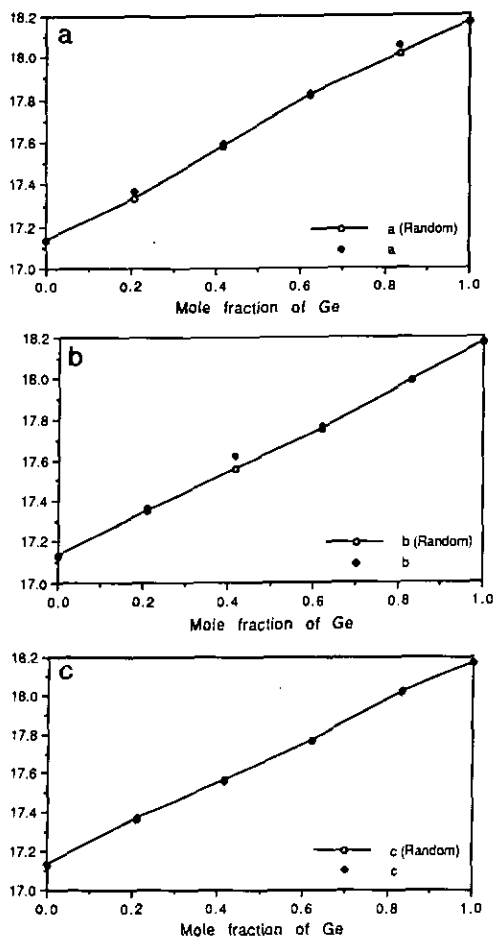 a
18.2
18.0
17.8
17.6
17.4
17.2
17.0
a (Random)
a
0.0 0.2 0.4 0.6 0.8 1.0
Mole fraction of Ge
b
18.2
18.0
17.8
17.6
17.4
17.2
17.0
b (Random)
b
0.0 0.2 0.4 0.6 0.8 1.0
Mole fraction of Ge
c
18.2
18.0
17.8
17.6
17.4
17.2
17.0
c (Random)
c
0.0 0.2 0.4 0.6 0.8 1.0
Mole fraction of Ge